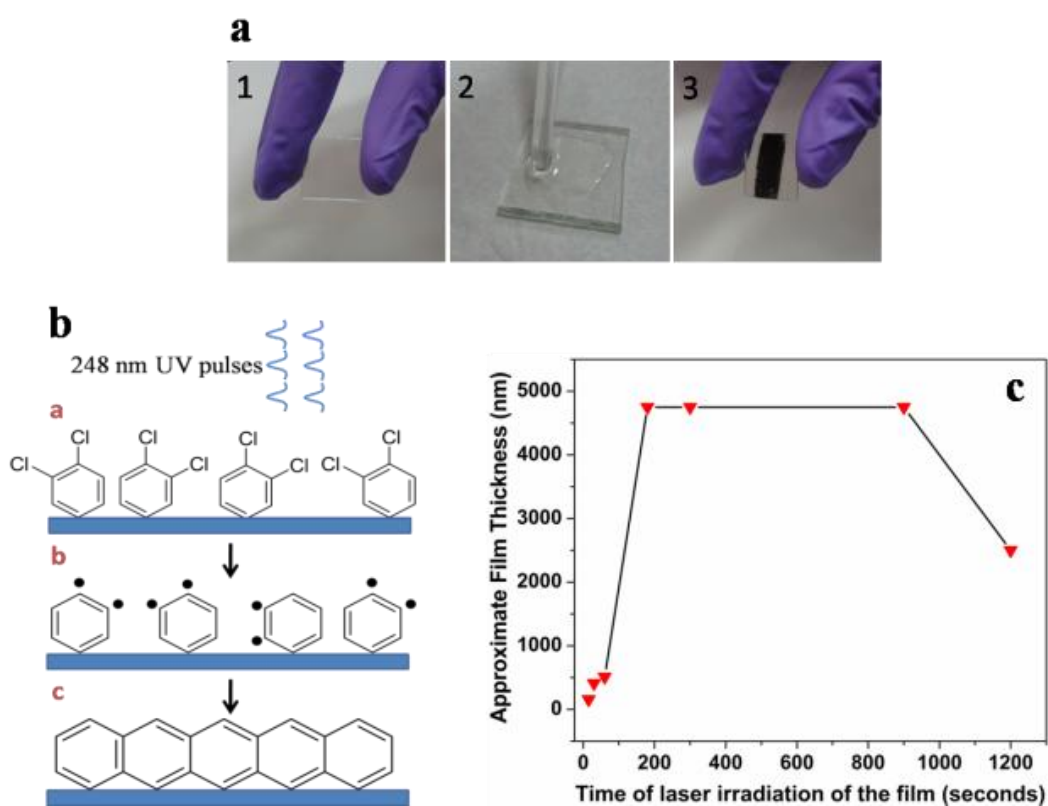 a
1 2 3
b
248 nm UV pulses
a
Cl Cl Cl Cl
Cl Cl Cl Cl
b
c
c
Approximate Film Thickness (nm)
5000
4000
3000
2000
1000
0
0 200 400 600 800 1000 1200
Time of laser irradiation of the film (seconds)